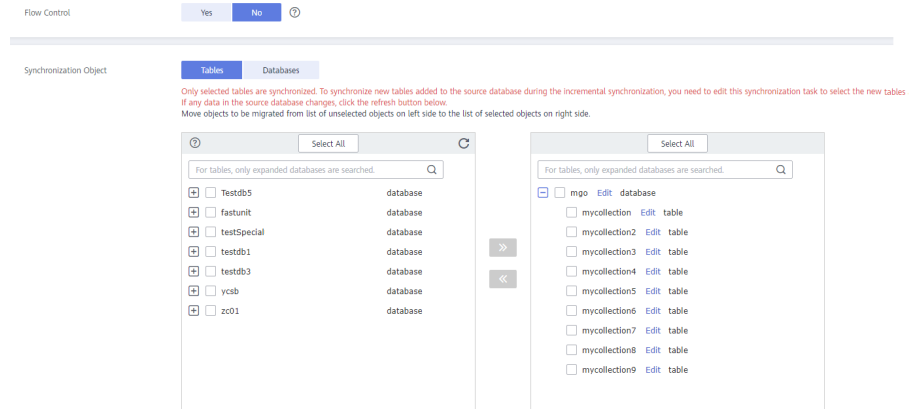 Flow Control Yes No ?
Synchronization Object Tables Databases
Only selected tables are synchronized. To synchronize new tables added to the source database during the incremental synchronization, you need to edit this synchronization task to select the new tables
If any data in the source database changes, click the refresh button below.
Move objects to be migrated from list of unselected objects on left side to the list of selected objects on right side.
? Select All
For tables, only expanded databases are searched.
Testdb5 database
fastunit database
testSpecial database
testdb1 database
testdb3 database
ycsb database
zc01 database
Select All
For tables, only expanded databases are searched.
mgo Edit database
mycollection Edit table
mycollection2 Edit table
mycollection3 Edit table
mycollection4 Edit table
mycollection5 Edit table
mycollection6 Edit table
mycollection7 Edit table
mycollection8 Edit table
mycollection9 Edit table